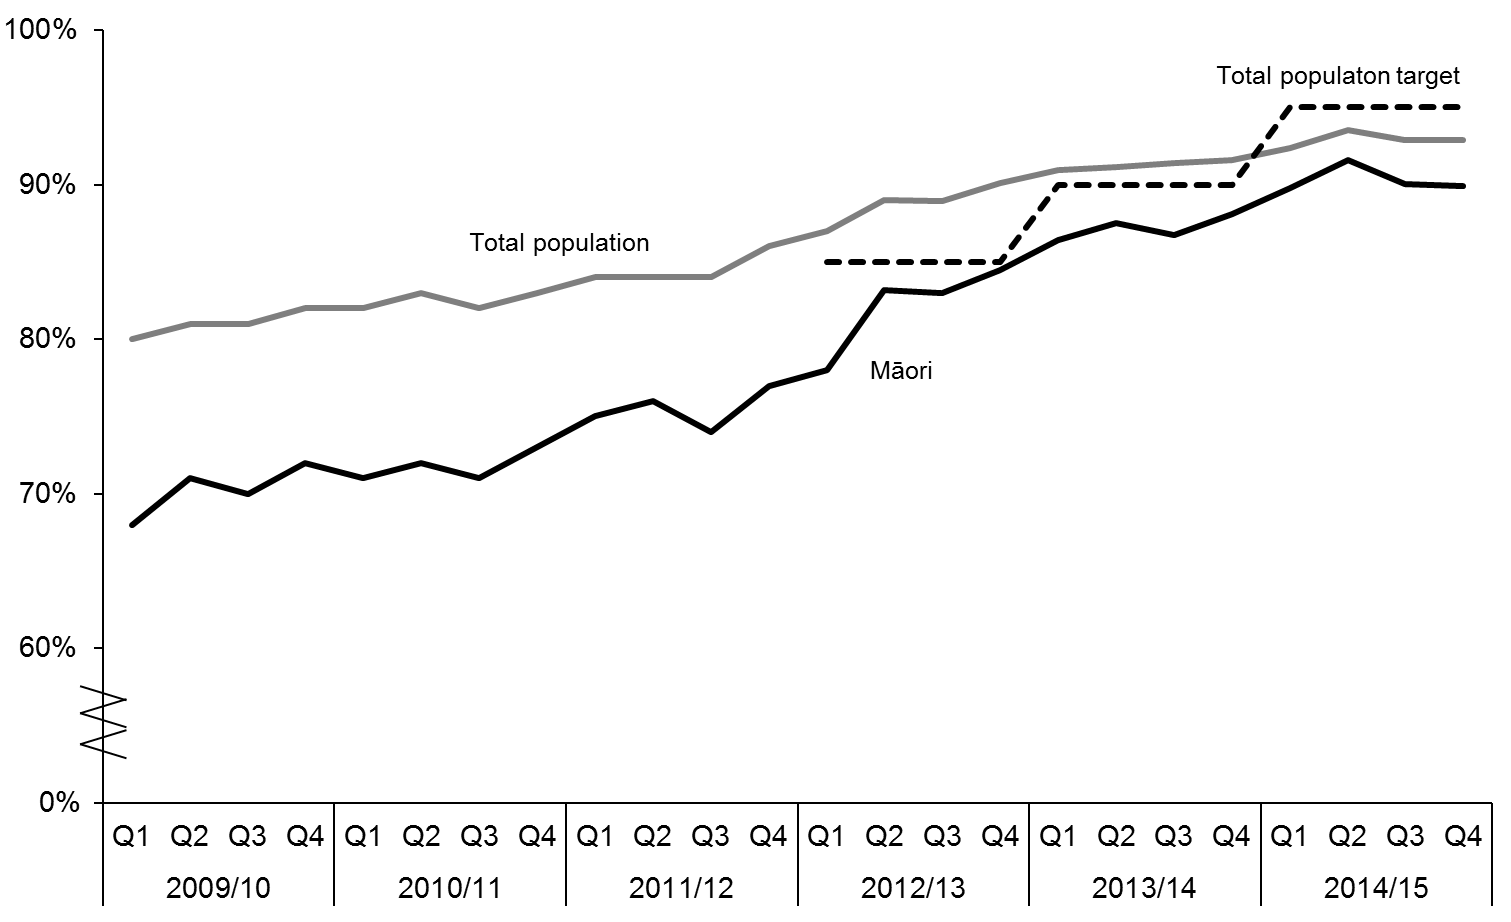 100%
Total populaton target
90%
Total population
80%
Māori
70%
60%
0%
Q1 Q2 Q3 Q4 Q1 Q2 Q3 Q4 Q1 Q2 Q3 Q4 Q1 Q2 Q3 Q4 Q1 Q2 Q3 Q4 Q1 Q2 Q3 Q4
2009/10 2010/11 2011/12 2012/13 2013/14 2014/15